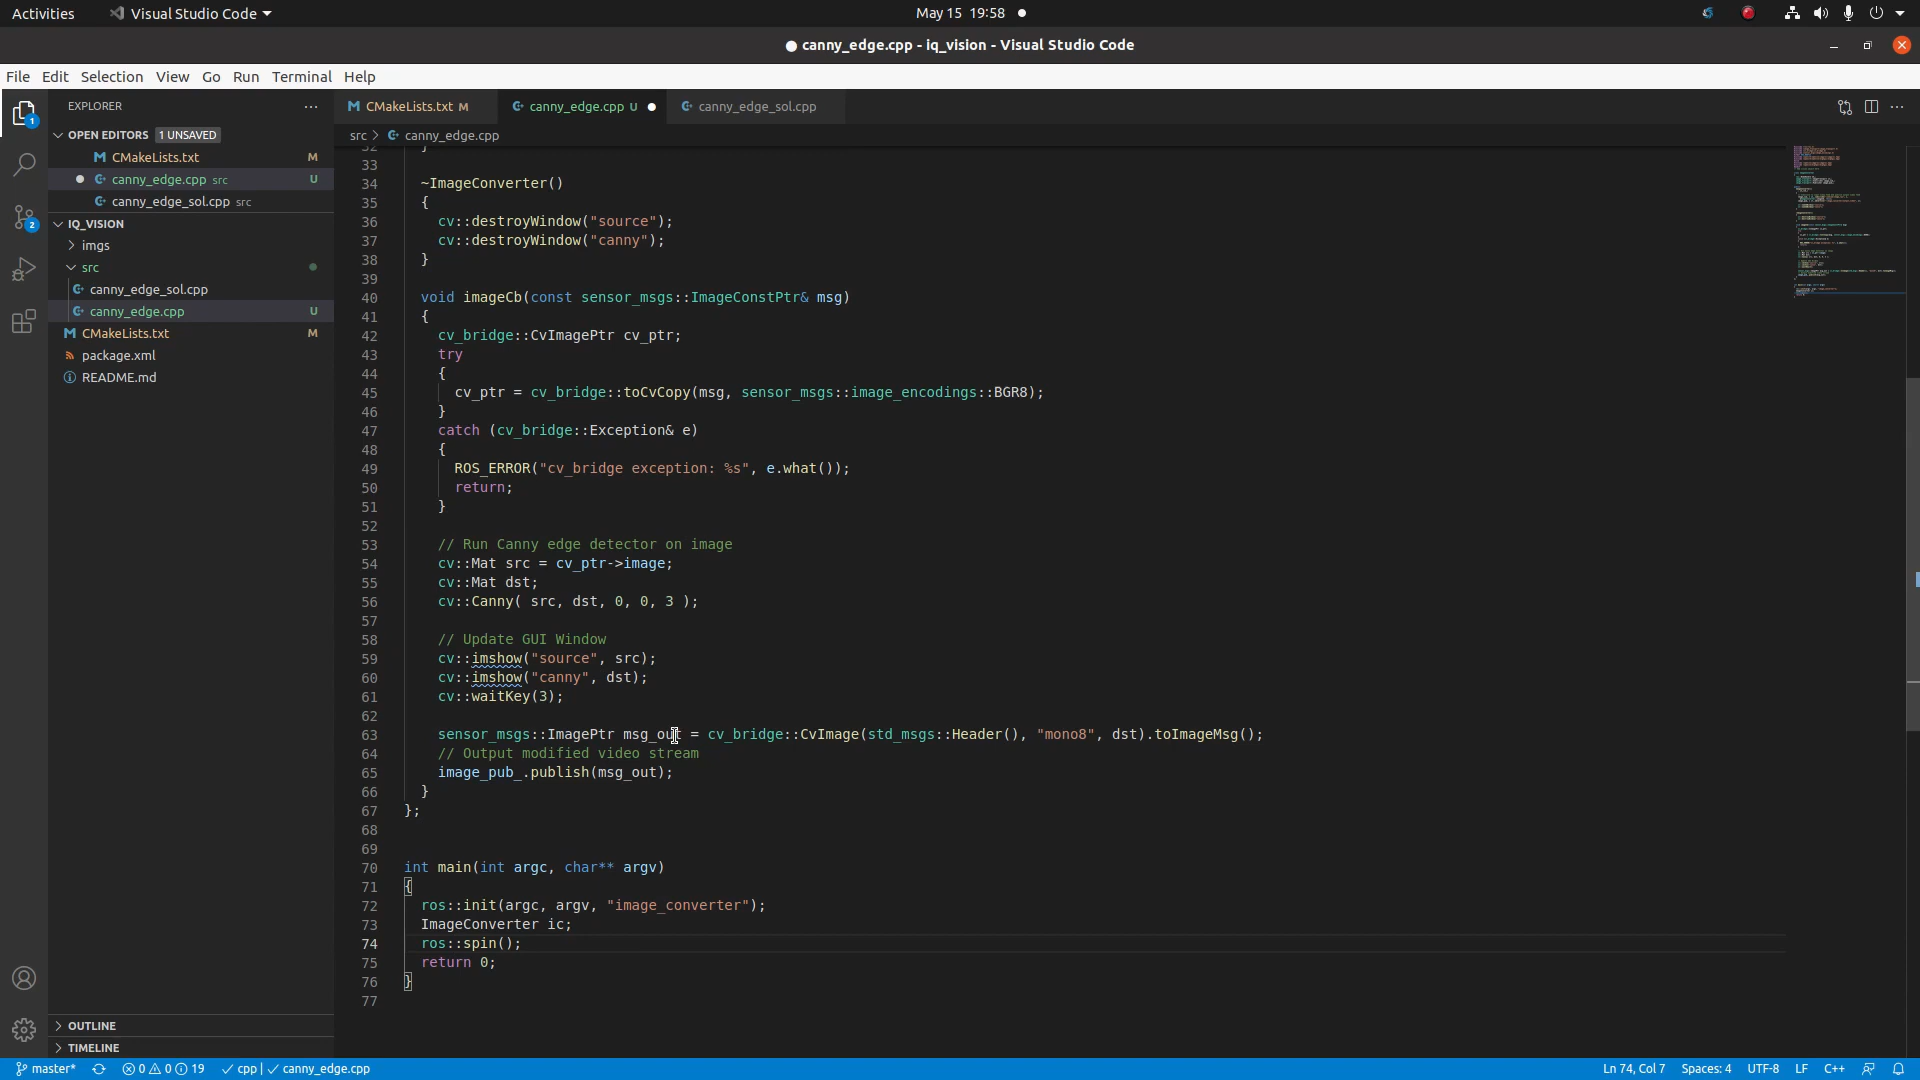 Activities
Visual Studio Code
May 15 19:58
● canny_edge.cpp - iq_vision - Visual Studio Code
File Edit Selection View Go Run Terminal Help
EXPLORER
OPEN EDITORS 1 UNSAVED
CMakeLists.txt M
canny_edge.cpp src U
canny_edge_sol.cpp src
IQ_VISION
imgs
src
canny_edge_sol.cpp
canny_edge.cpp U
CMakeLists.txt M
package.xml
README.md
OUTLINE
TIMELINE
1
2
CMakeLists.txt M
canny_edge.cpp U ●
canny_edge_sol.cpp
src > canny_edge.cpp
32 }
33
34 ~ImageConverter()
35 {
36 cv::destroyWindow("source");
37 cv::destroyWindow("canny");
38 }
39
40 void imageCb(const sensor_msgs::ImageConstPtr& msg)
41 {
42 cv_bridge::CvImagePtr cv_ptr;
43 try
44 {
45 cv_ptr = cv_bridge::toCvCopy(msg, sensor_msgs::image_encodings::BGR8);
46 }
47 catch (cv_bridge::Exception& e)
48 {
49 ROS_ERROR("cv_bridge exception: %s", e.what());
50 return;
51 }
52
53 // Run Canny edge detector on image
54 cv::Mat src = cv_ptr->image;
55 cv::Mat dst;
56 cv::Canny( src, dst, 0, 0, 3 );
57
58 // Update GUI Window
59 cv::imshow("source", src);
60 cv::imshow("canny", dst);
61 cv::waitKey(3);
62
63 sensor_msgs::ImagePtr msg_out = cv_bridge::CvImage(std_msgs::Header(), "mono8", dst).toImageMsg();
64 // Output modified video stream
65 image_pub_.publish(msg_out);
66 }
67 };
68
69
70 int main(int argc, char** argv)
71 {
72 ros::init(argc, argv, "image_converter");
73 ImageConverter ic;
74 ros::spin();
75 return 0;
76 }
77
master* 0 0 19 cpp | canny_edge.cpp
Ln 74, Col 7 Spaces: 4 UTF-8 LF C++